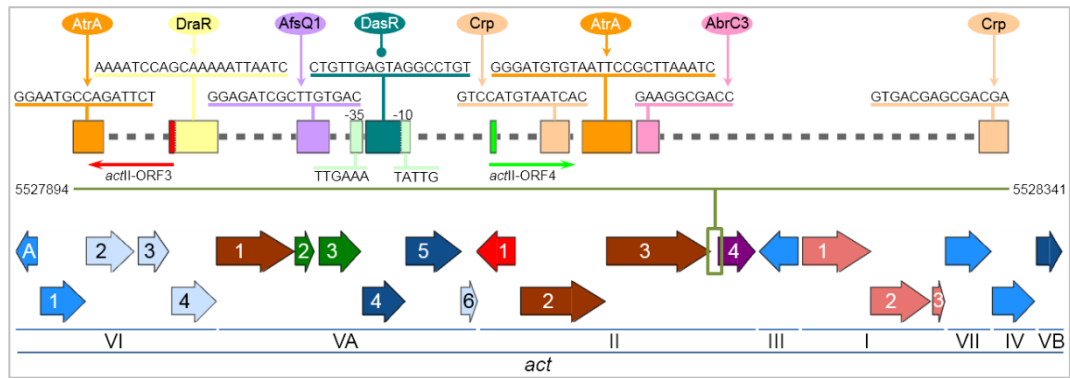 AtrA DraR AfsQ1 DasR Crp AtrA AbrC3 Crp
AAAATCCAGCAAAAATTAATC CTGTTGAGTAGGCCTGT GGGATGTGTAATTCCGCTTAAATC
GGAATGCCAGATTCT GGAGATCGCTTGTGAC GTCCATGTAATCAC GAAGGCGACC GTGACGAGCGACGA
-35 -10
actII-ORF3 TTGAAA TATTG actII-ORF4
5527894 5528341
A 2 3 1 2 3 5 1 3 4 1
1 4 4 6 2 2 3
VI VA II III I VII IV VB
act